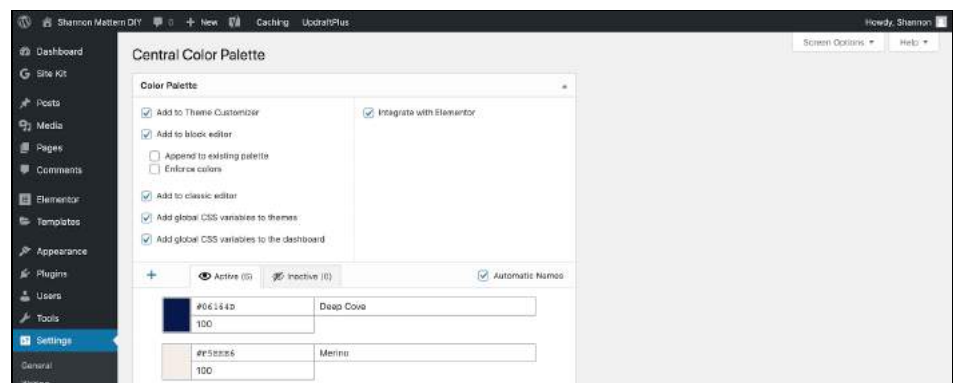 Shannon Mattern DIY 0 + New Caching UpdraftPlus Howdy, Shannon
Screen Options Help
Dashboard
Site Kit
Posts
Media
Pages
Comments
Elementor
Templates
Appearance
Plugins
Users
Tools
Settings
General
Central Color Palette
Color Palette
Add to Theme Customizer
Integrate with Elementor
Add to block editor
Append to existing palette
Enforce colors
Add to classic editor
Add global CSS variables to themes
Add global CSS variables to the dashboard
+ Active (5) Inactive (0) Automatic Names
#06164D Deep Cove
100
#F5EEE6 Merino
100